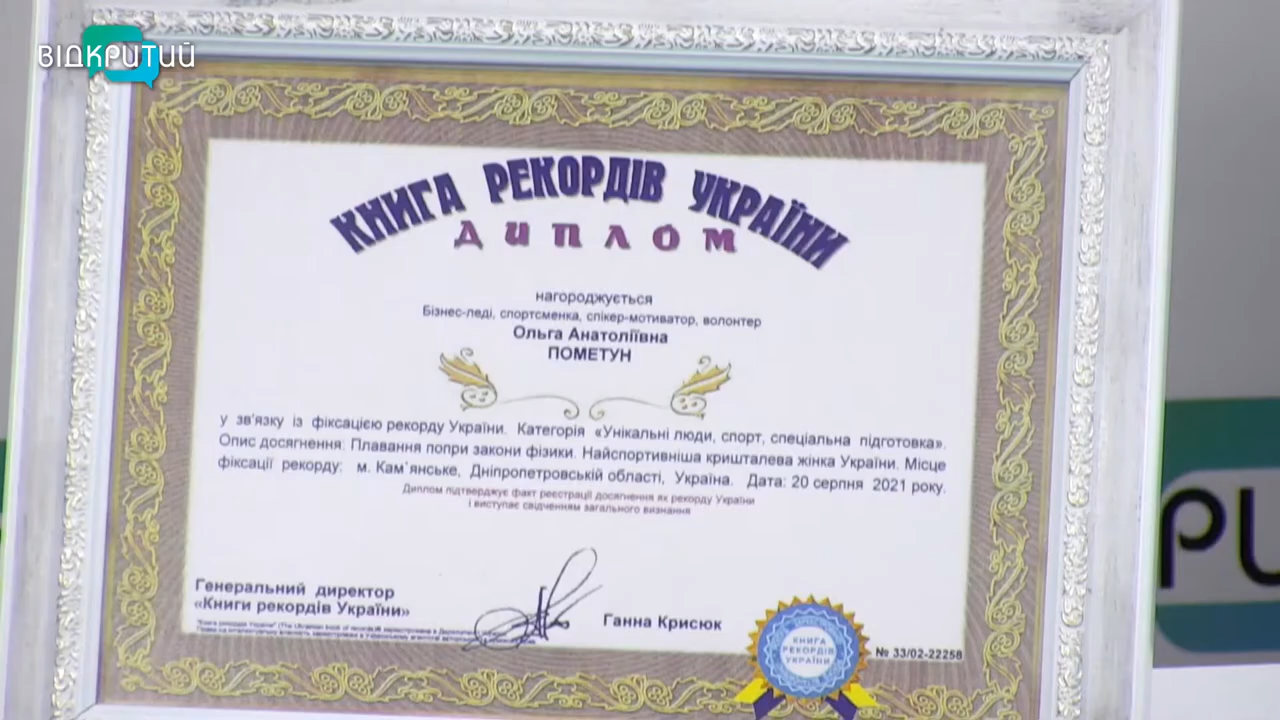 ВІДКРИТИЙ
КНИГА РЕКОРДІВ УКРАЇНИ
ДИПЛОМ
нагороджується
Бізнес-леді, спортсменка, спікер-мотиватор, волонтер
Ольга Анатоліївна
ПОМЕТУН
у зв'язку із фіксацією рекорду України. Категорія «Унікальні люди, спорт, спеціальна підготовка».
Опис досягнення: Плавання попри закони фізики. Найспортивніша кришталева жінка України. Місце
фіксації рекорду: м. Кам`янське, Дніпропетровській області, Україна. Дата: 20 серпня 2021 року.
Диплом підтверджує факт реєстрації досягнення як рекорду України
і виступає свідченням загального визнання
Генеральний директор
«Книги рекордів України»
Ганна Крисюк
КНИГА
РЕКОРДІВ
УКРАЇНИ
№ 33/02-22258
РИ